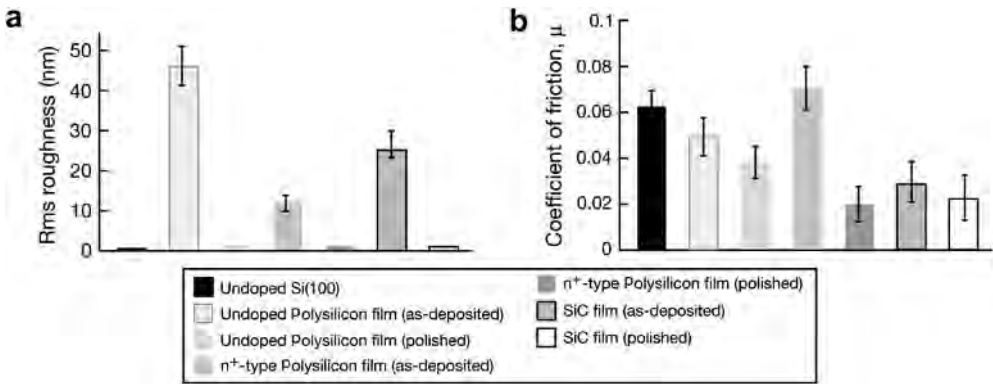 a
Rms roughness (nm)
50
40
30
20
10
0
b
Coefficient of friction, μ
0.1
0.08
0.06
0.04
0.02
0
Undoped Si(100)
Undoped Polysilicon film (as-deposited)
Undoped Polysilicon film (polished)
n⁺-type Polysilicon film (as-deposited)
n⁺-type Polysilicon film (polished)
SiC film (as-deposited)
SiC film (polished)